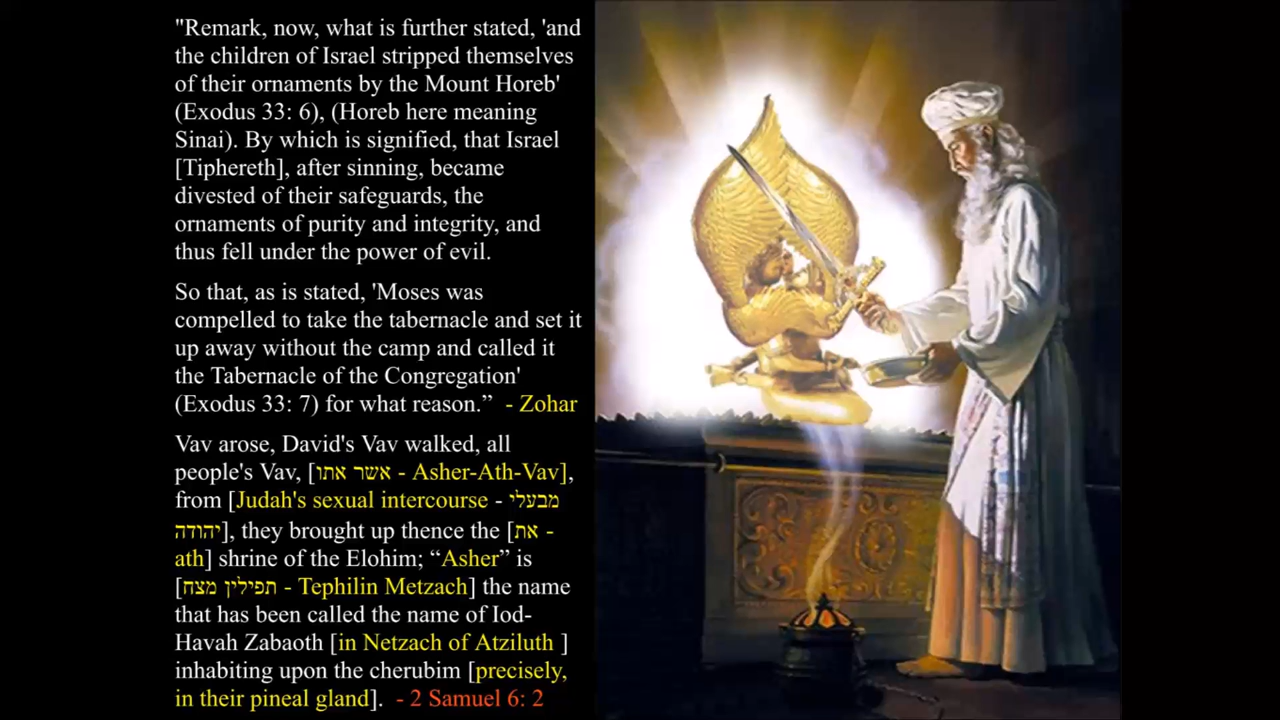 "Remark, now, what is further stated, 'and
the children of Israel stripped themselves
of their ornaments by the Mount Horeb'
(Exodus 33: 6), (Horeb here meaning
Sinai). By which is signified, that Israel
[Tiphereth], after sinning, became
divested of their safeguards, the
ornaments of purity and integrity, and
thus fell under the power of evil.
So that, as is stated, 'Moses was
compelled to take the tabernacle and set it
up away without the camp and called it
the Tabernacle of the Congregation'
(Exodus 33: 7) for what reason.” - Zohar
Vav arose, David's Vav walked, all
people's Vav, [אשר אתו - Asher-Ath-Vav],
from [Judah's sexual intercourse - מבעלי
יהודה], they brought up thence the [את -
ath] shrine of the Elohim; “Asher” is
[תפילין מצח - Tephilin Metzach] the name
that has been called the name of Iod-
Havah Zabaoth [in Netzach of Atziluth ]
inhabiting upon the cherubim [precisely,
in their pineal gland]. - 2 Samuel 6: 2